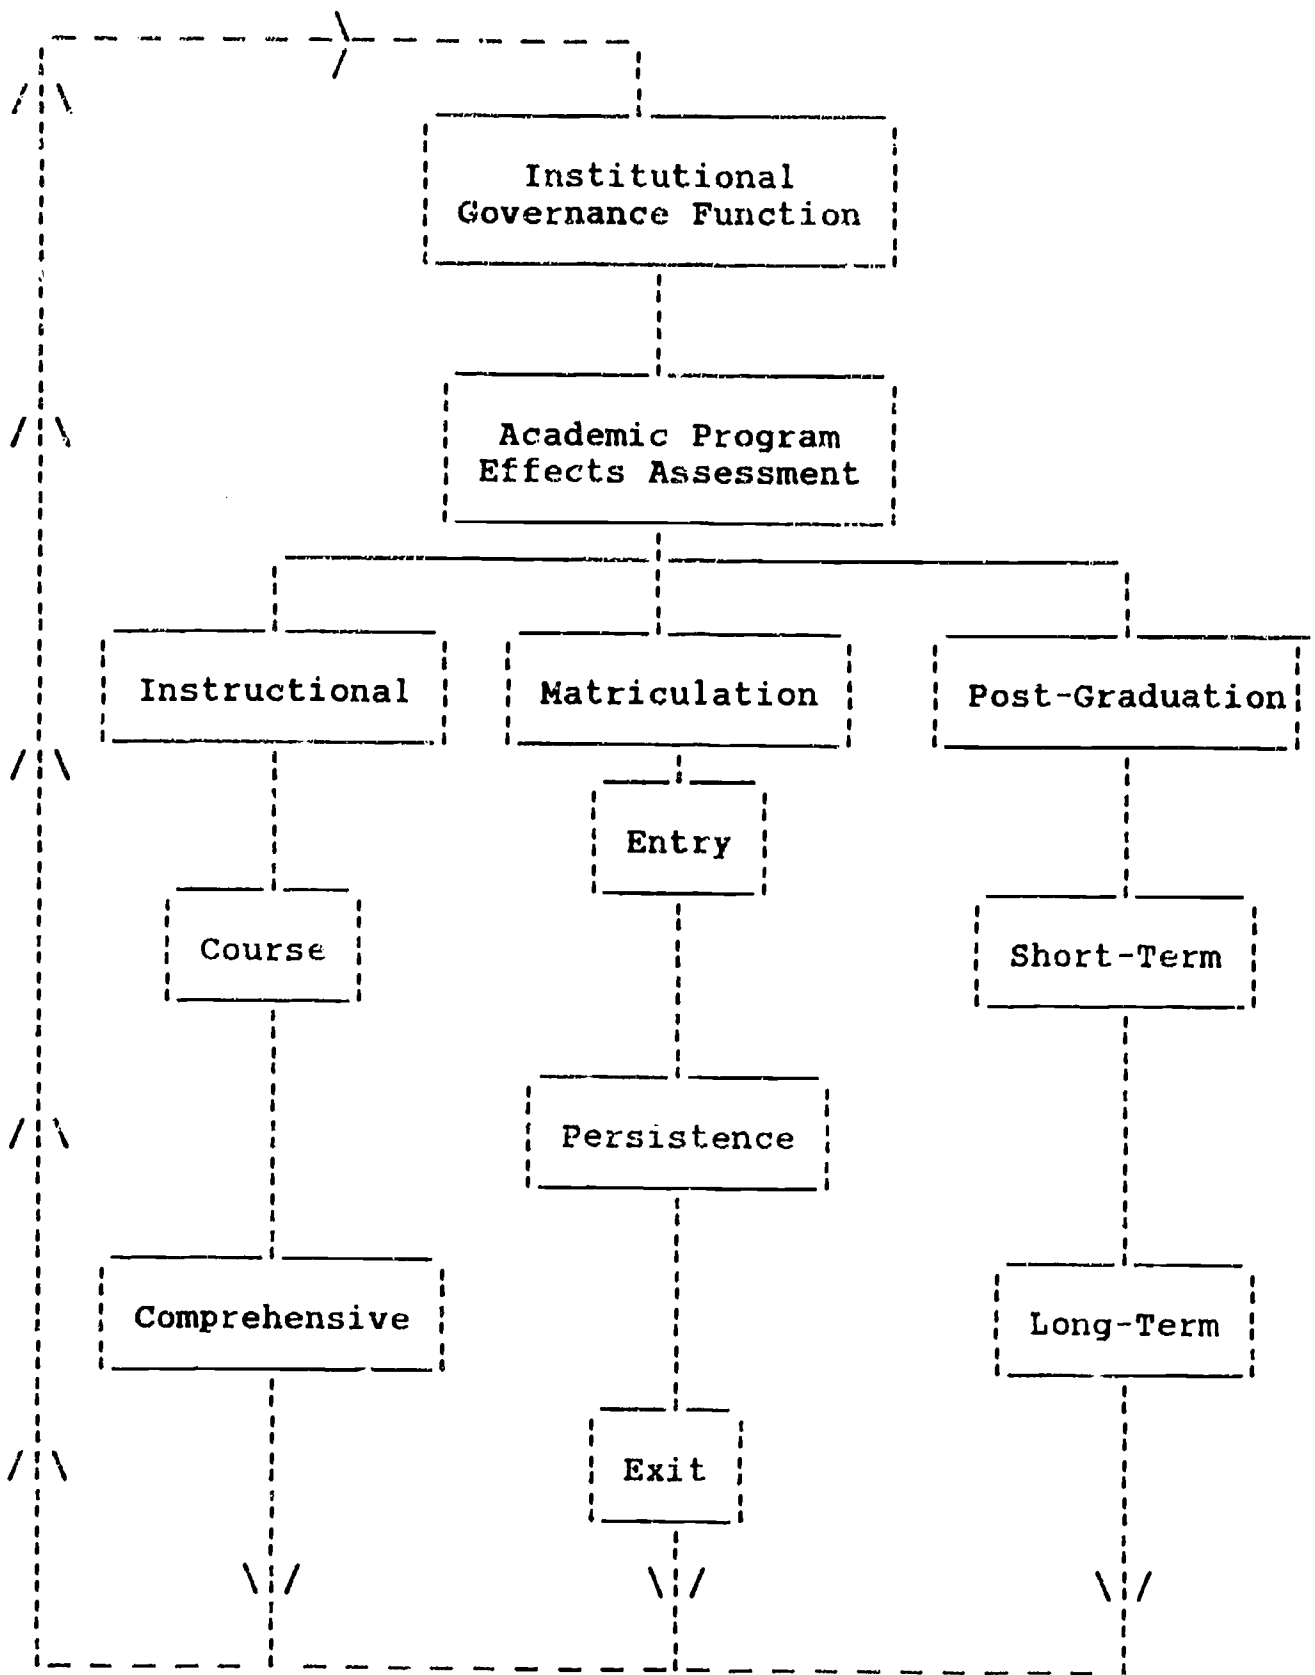 Institutional
Governance Function
Academic Program
Effects Assessment
Instructional
Matriculation
Post-Graduation
Entry
Course
Short-Term
Persistence
Comprehensive
Long-Term
Exit